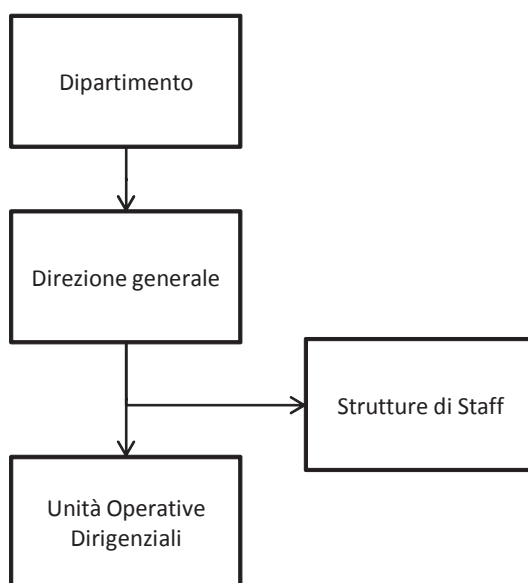 Dipartimento
Direzione generale
Strutture di Staff
Unità Operative
Dirigenziali